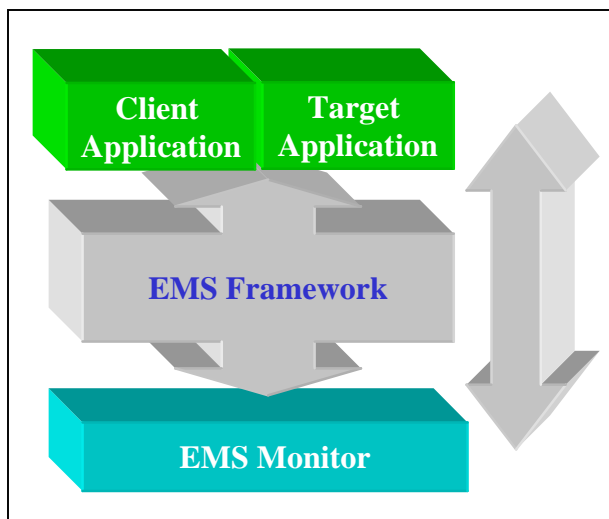 Client
Application
Target
Application
EMS Framework
EMS Monitor